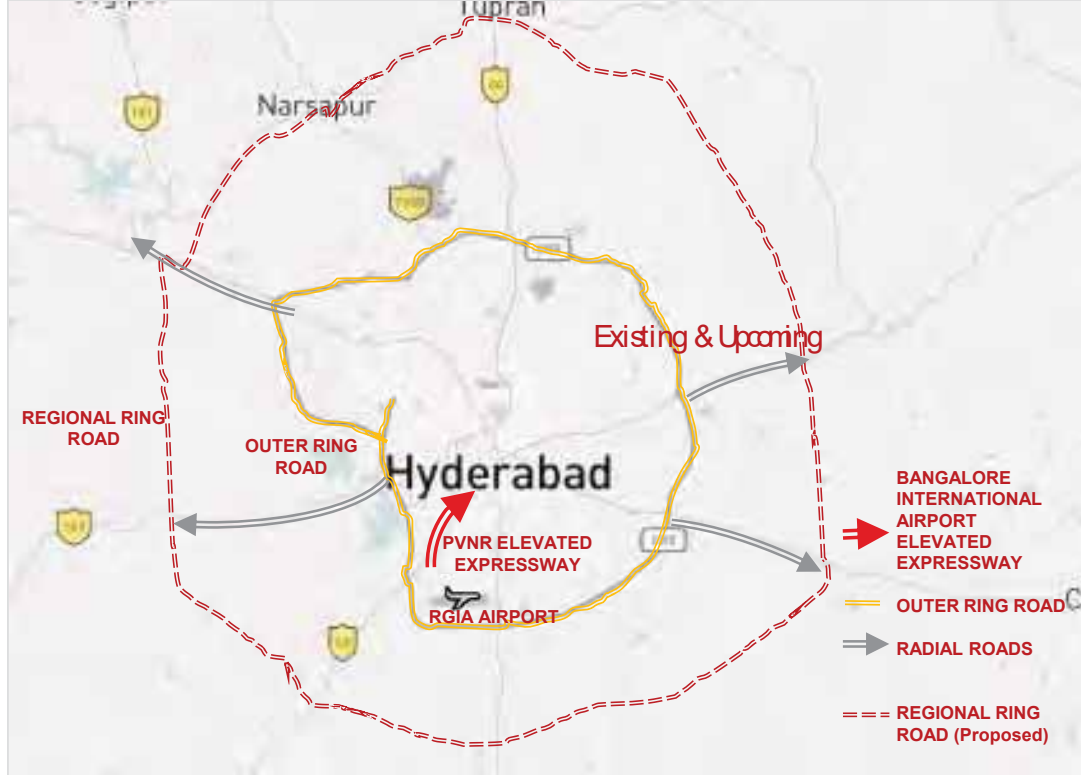 Tupran
Narsapur
161
Existing & Upcoming
REGIONAL RING
ROAD
OUTER RING
ROAD
Hyderabad
PVNR ELEVATED
EXPRESSWAY
RGIA AIRPORT
BANGALORE
INTERNATIONAL
AIRPORT
ELEVATED
EXPRESSWAY
OUTER RING ROAD
RADIAL ROADS
REGIONAL RING
ROAD (Proposed)